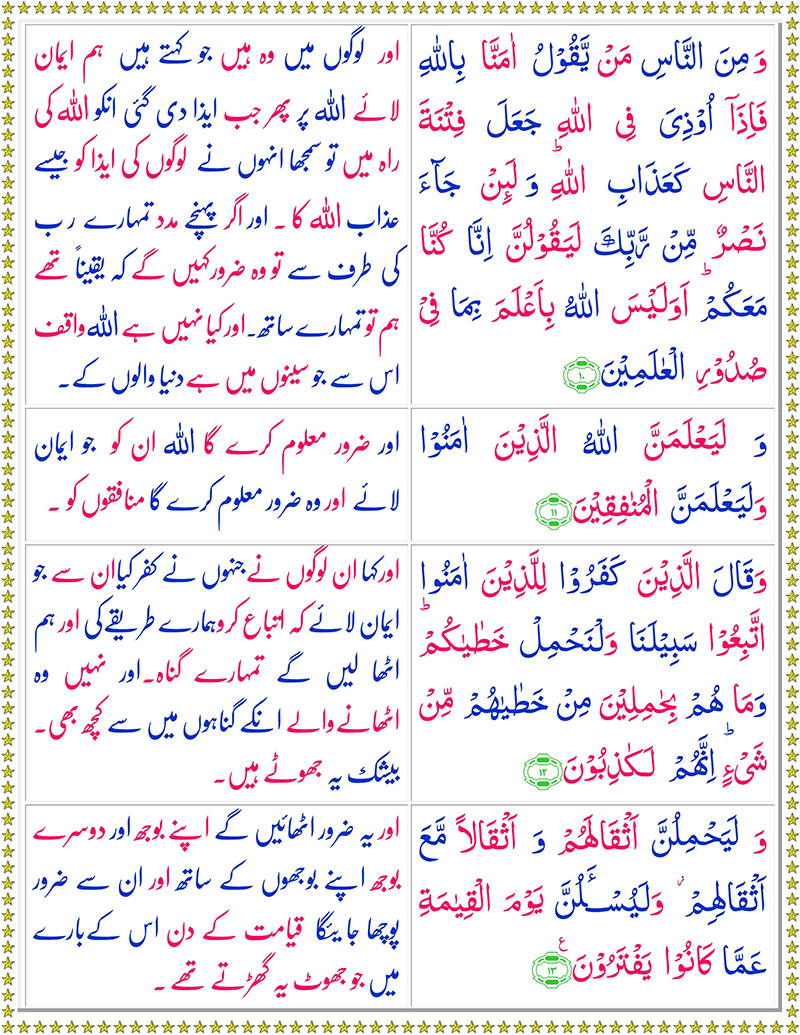 وَمِنَ النَّاسِ مَنْ يَّقُوْلُ اٰمَنَّا بِاللّٰهِ
فَاِذَآ اُوْذِىَ فِى اللّٰهِ جَعَلَ فِتْنَةَ
النَّاسِ كَعَذَابِ اللّٰهِ ؕ وَلَئِنْ جَآءَ
نَصْرٌ مِّنْ رَّبِّكَ لَيَقُوْلُنَّ اِنَّا كُنَّا
مَعَكُمْ ؕ اَوَلَيْسَ اللّٰهُ بِاَعْلَمَ بِمَا فِىْ
صُدُوْرِ الْعٰلَمِيْنَ ۱۰
اور لوگوں میں وہ ہیں جو کہتے ہیں ہم ایمان
لائے اللہ پر پھر جب ایذا دی گئی انکو اللہ کی
راہ میں تو سمجھا انہوں نے لوگوں کی ایذا کو جیسے
عذاب اللہ کا ۔ اور اگر پہنچے مدد تمہارے رب
کی طرف سے تو وہ ضرور کہیں گے کہ یقیناً تھے
ہم تو تمہارے ساتھ۔ اور کیا نہیں ہے اللہ واقف
اس سے جو سینوں میں ہے دنیا والوں کے۔
وَ لَيَعْلَمَنَّ اللّٰهُ الَّذِيْنَ اٰمَنُوْا
وَلَيَعْلَمَنَّ الْمُنٰفِقِيْنَ ۱۱
اور ضرور معلوم کرے گا اللہ ان کو جو ایمان
لائے اور وہ ضرور معلوم کرے گا منافقوں کو ۔
وَقَالَ الَّذِيْنَ كَفَرُوْا لِلَّذِيْنَ اٰمَنُوا
اتَّبِعُوْا سَبِيْلَنَا وَلْنَحْمِلْ خَطٰيٰكُمْ ؕ
وَمَا هُمْ بِحٰمِلِيْنَ مِنْ خَطٰيٰهُمْ مِّنْ
شَىْءٍ ؕ اِنَّهُمْ لَـكٰذِبُوْنَ ۱۲
اور کہا ان لوگوں نے جنہوں نے کفر کیا ان سے جو
ایمان لائے کہ اتباع کرو ہمارے طریقے کی اور ہم
اٹھا لیں گے تمہارے گناہ۔ اور نہیں وہ
اٹھانے والے انکے گناہوں میں سے کچھ بھی۔
بیشک یہ جھوٹے ہیں۔
وَ لَيَحْمِلُنَّ اَثْقَالَهُمْ وَ اَثْقَالاً مَّعَ
اَثْقَالِهِمْ وَلَيُسْـَٔـلُنَّ يَوْمَ الْقِيٰمَةِ
عَمَّا كَانُوْا يَفْتَرُوْنَ ۱۳ ع
اور یہ ضرور اٹھائیں گے اپنے بوجھ اور دوسرے
بوجھ اپنے بوجھوں کے ساتھ اور ان سے ضرور
پوچھا جائیگا قیامت کے دن اس کے بارے
میں جو جھوٹ یہ گھڑتے تھے ۔